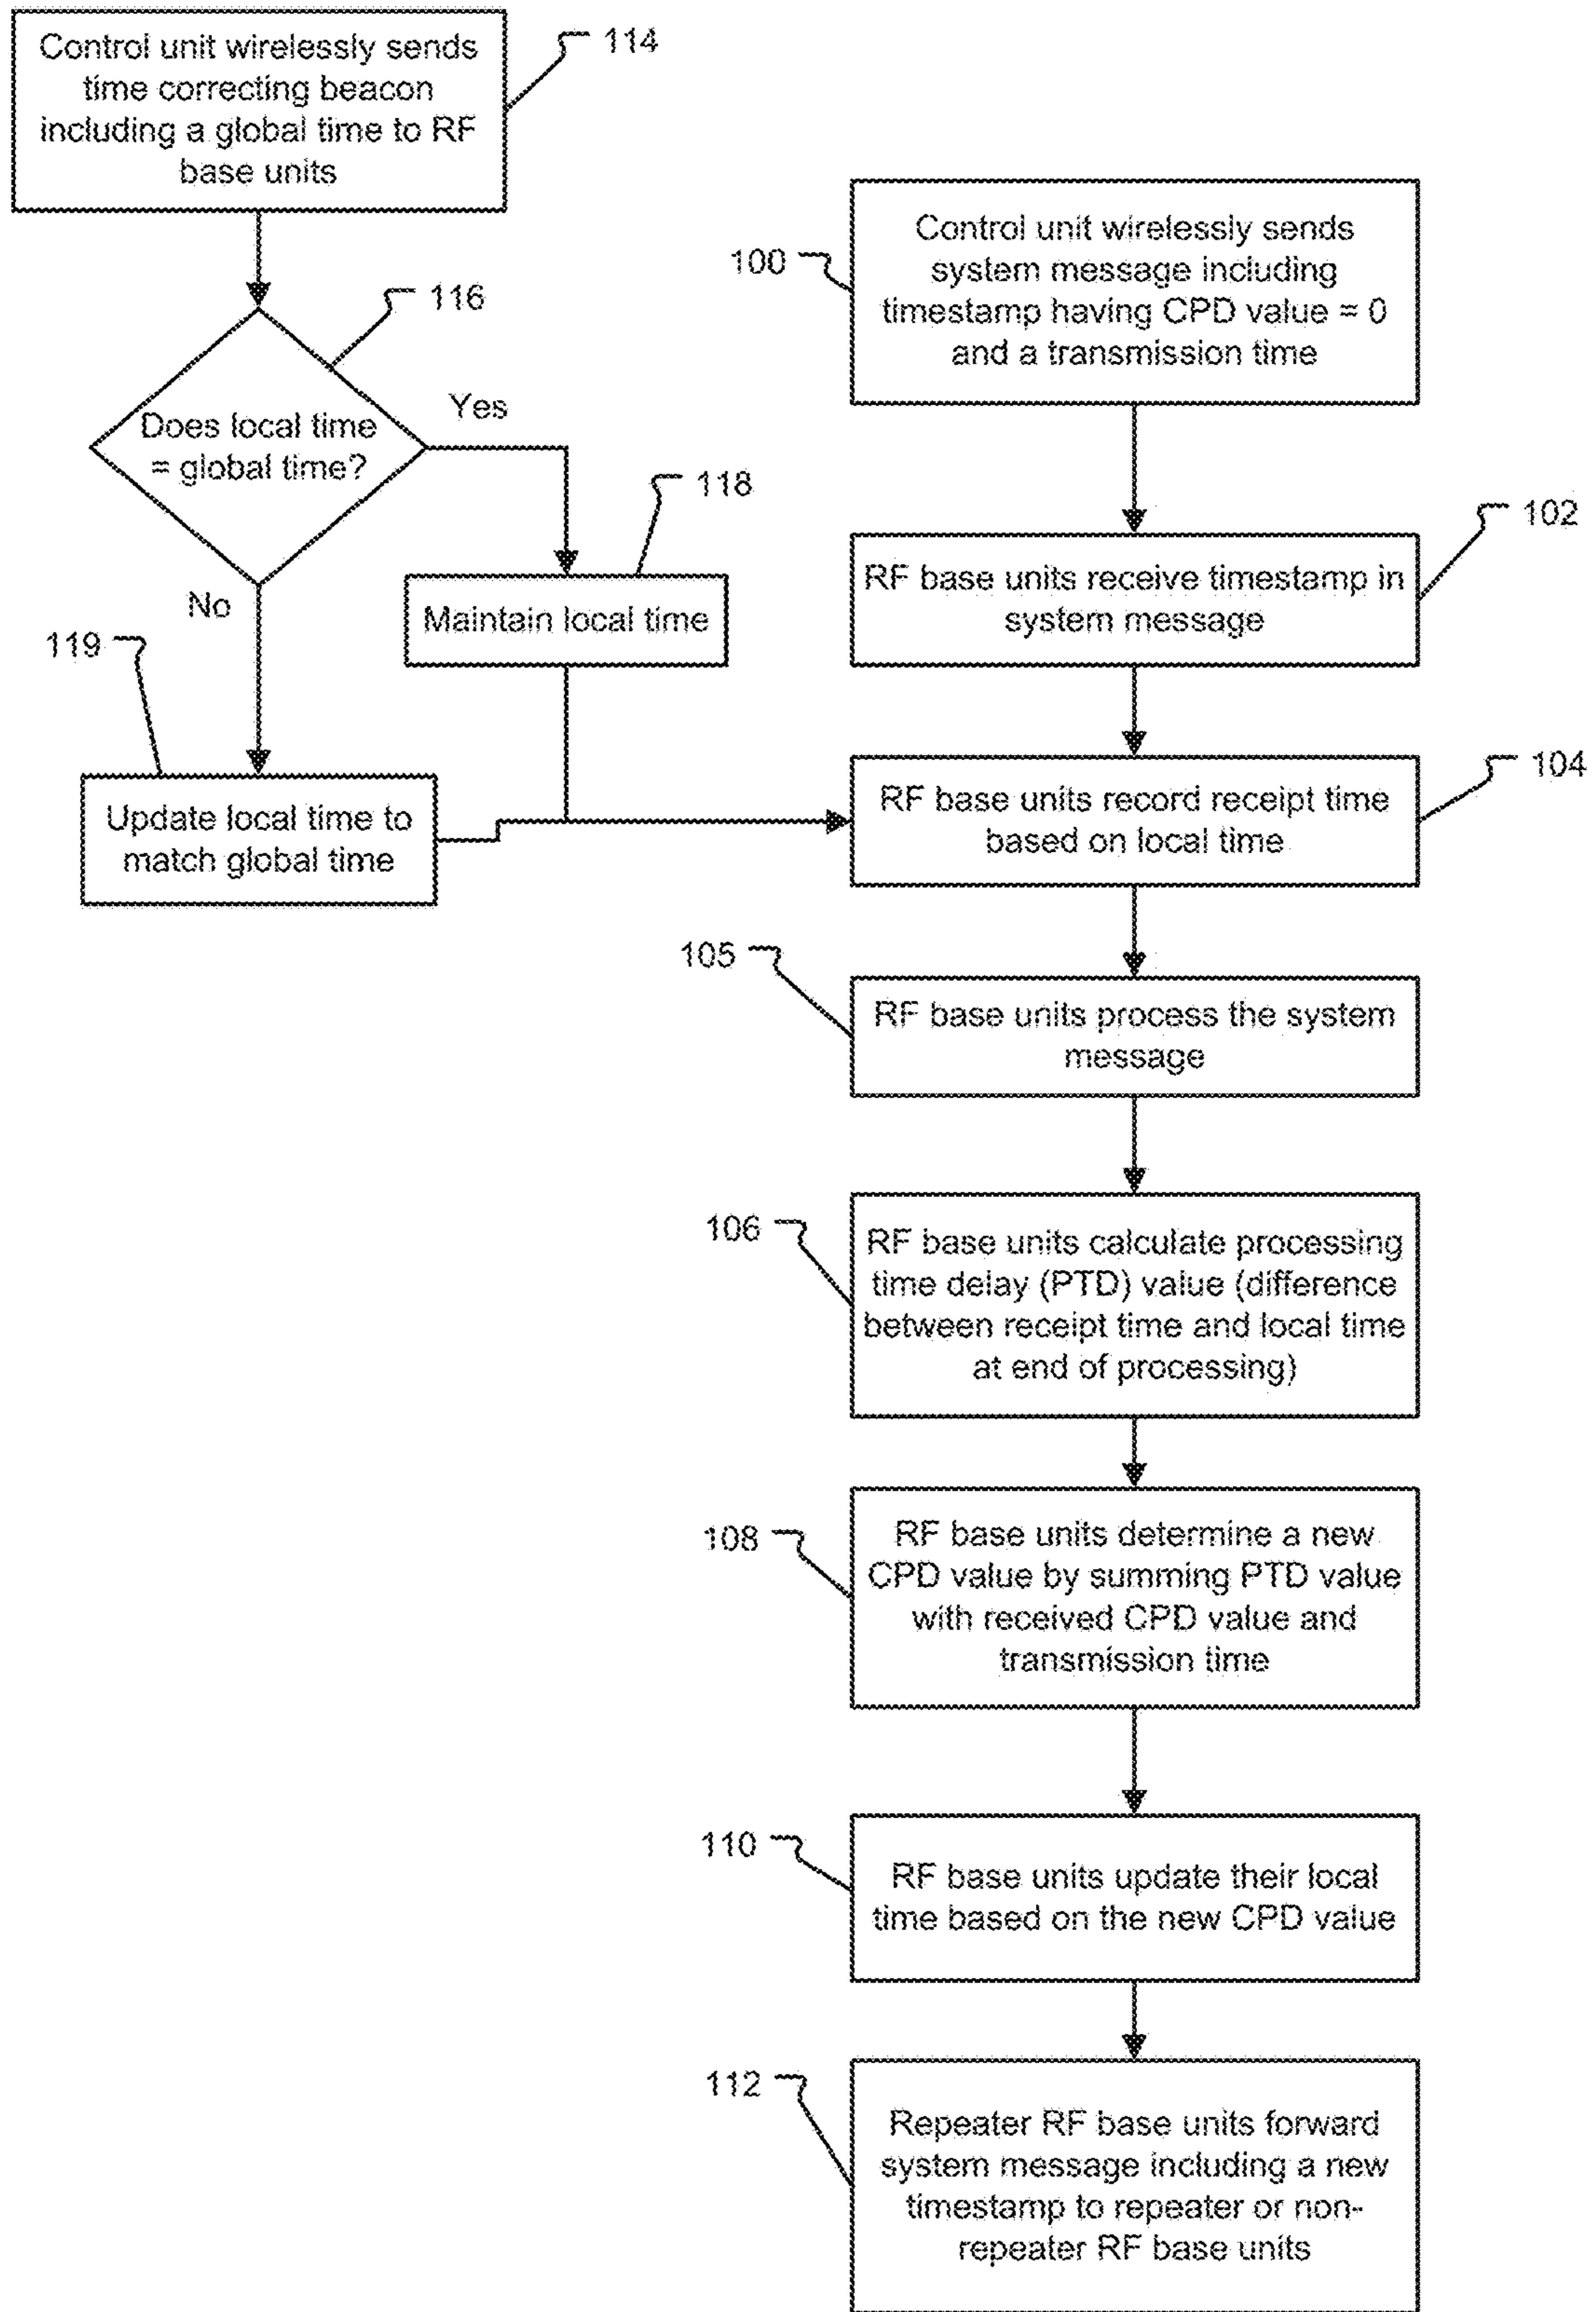 Control unit wirelessly sends
time correcting beacon
including a global time to RF
base units
114
116
Does local time
= global time?
Yes
No
118
Maintain local time
119
Update local time to
match global time
100
Control unit wirelessly sends
system message including
timestamp having CPD value = 0
and a transmission time
102
RF base units receive timestamp in
system message
104
RF base units record receipt time
based on local time
105
RF base units process the system
message
106
RF base units calculate processing
time delay (PTD) value (difference
between receipt time and local time
at end of processing)
108
RF base units determine a new
CPD value by summing PTD value
with received CPD value and
transmission time
110
RF base units update their local
time based on the new CPD value
112
Repeater RF base units forward
system message including a new
timestamp to repeater or non-
repeater RF base units